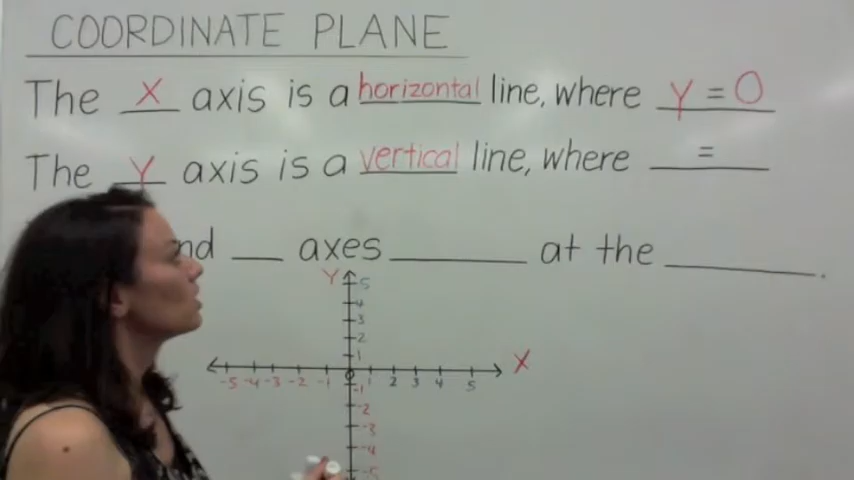 COORDINATE PLANE
The X axis is a horizontal line, where Y = 0
The Y axis is a vertical line, where =
nd axes at the .
Y 5
4
3
2
1
X
-5 -4 -3 -2 -1 0 1 2 3 4 5
-1
-2
-3
-4
-5